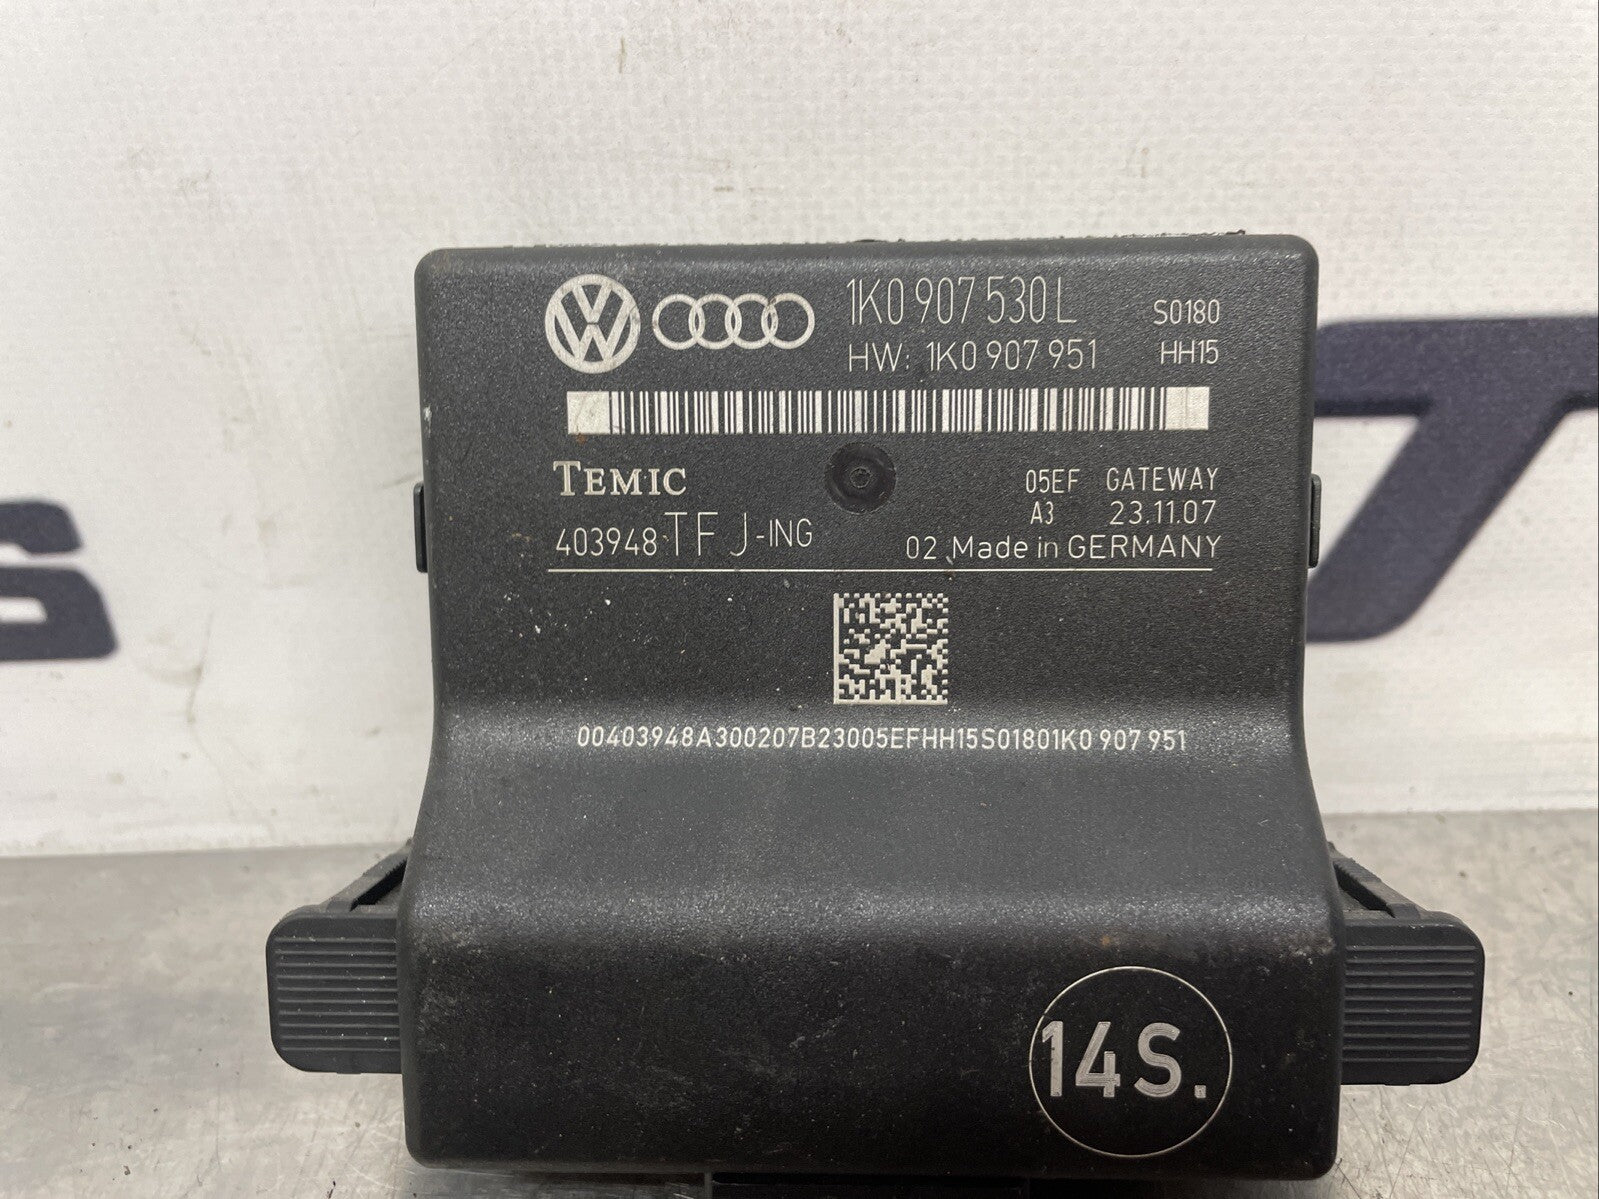 1K0 907 530 L S0180
HW: 1K0 907 951 HH15
TEMIC 05EF GATEWAY
A3 23.11.07
403948 TFJ-ING 02 Made in GERMANY
00403948A300207B23005EFHH15S01801K0 907 951
14S.